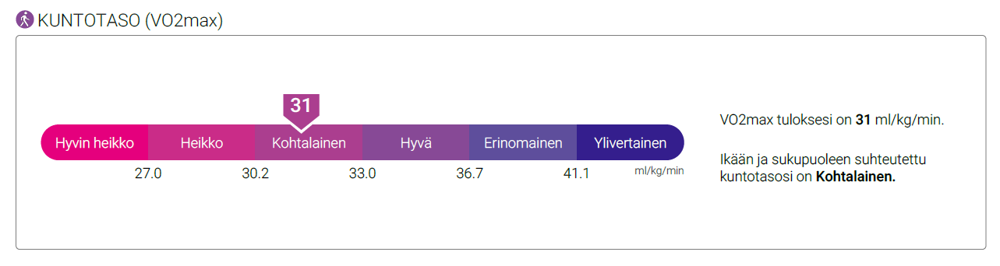 KUNTOTASO (VO2max)
31
Hyvin heikko Heikko Kohtalainen Hyvä Erinomainen Ylivertainen
27.0 30.2 33.0 36.7 41.1 ml/kg/min
VO2max tuloksesi on 31 ml/kg/min.
Ikään ja sukupuoleen suhteutettu
kuntotasosi on Kohtalainen.